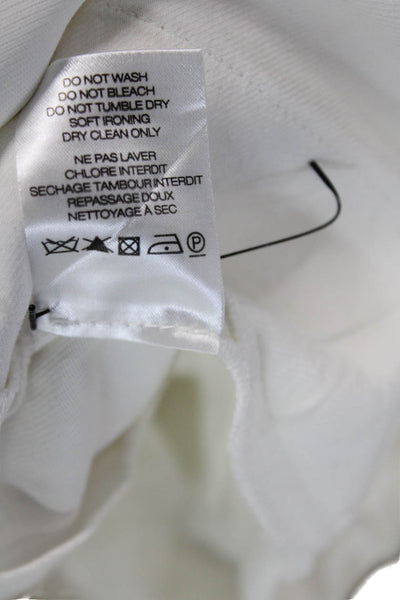 DO NOT WASH
DO NOT BLEACH
DO NOT TUMBLE DRY
SOFT IRONING
DRY CLEAN ONLY
NE PAS LAVER
CHLORE INTERDIT
SECHAGE TAMBOUR INTERDIT
REPASSAGE DOUX
NETTOYAGE À SEC
P